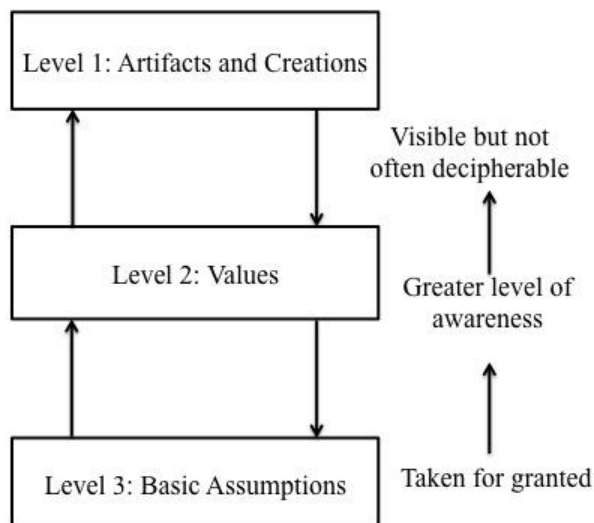 Level 1: Artifacts and Creations
Visible but not
often decipherable
Level 2: Values
Greater level of
awareness
Level 3: Basic Assumptions
Taken for granted